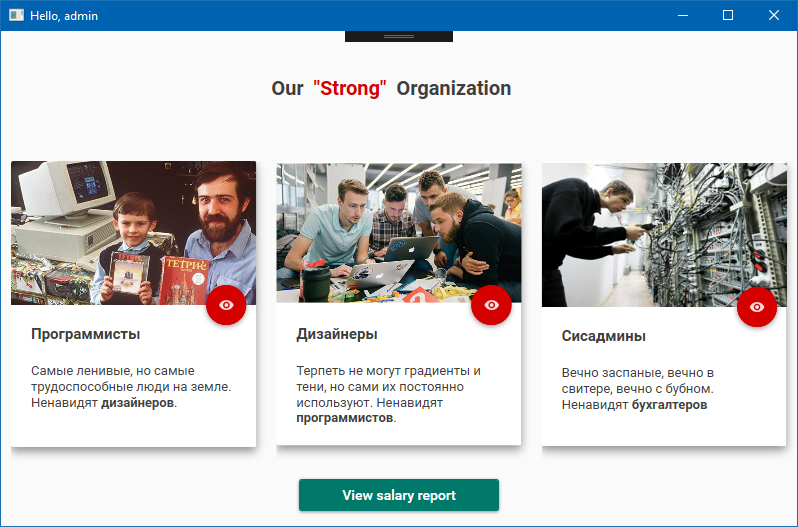 Hello, admin
Our "Strong" Organization
ТЕТРИС
Программисты
Самые ленивые, но самые
трудоспособные люди на земле.
Ненавидят дизайнеров.
Дизайнеры
Терпеть не могут градиенты и
тени, но сами их постоянно
используют. Ненавидят
программистов.
Сисадмины
Вечно заспаные, вечно в
свитере, вечно с бубном.
Ненавидят бухгалтеров
View salary report